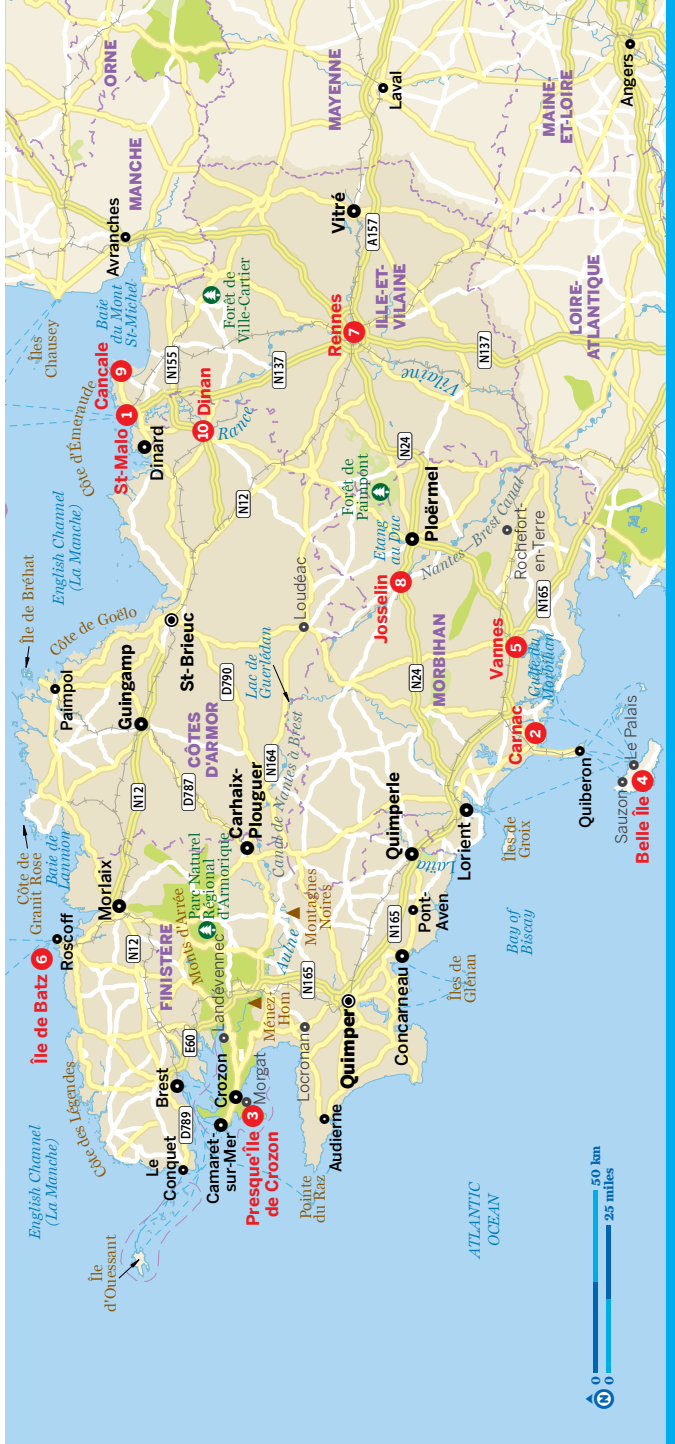 English Channel
(La Manche)
Île
d'Ouessant
Côte des Légendes
Le
Conquet
D789
Brest
E60
Camaret-
sur-Mer
Crozon
Morgat
3
Presqu'île
de Crozon
Landévennec
Pointe
du Raz
Audierne
Locronan
Ménez-
Hom
Quimper
N165
ATLANTIC
OCEAN
Île de Batz
6
Roscoff
Morlaix
N12
FINISTÈRE
Monts d'Arrée
Parc Naturel
Régional
d'Armorique
Aulne
Montagnes
Noires
Concarneau
N165
Pont-
Aven
Îles de
Glénan
Bay of
Biscay
Côte de
Granit Rose
Baie de
Lannion
N12
Guingamp
Paimpol
Île de Bréhat
Côte de Goëlo
English Channel
(La Manche)
St-Brieuc
CÔTES
D'ARMOR
D787
D790
Carhaix-
Plouguer
N164
Canal de Nantes à Brest
Lac de
Guerlédan
Loudéac
Quimperle
Laïta
Lorient
Îles de
Groix
MORBIHAN
N24
Carnac
2
Quiberon
Sauzon
Le Palais
Belle Île
4
Vannes
5
Golfe du
Morbihan
N165
Rochefort-
en-Terre
Josselin
8
Etang
au Duc
Ploërmel
Nantes-Brest Canal
N24
Forêt de
Paimpont
Côte d'Émeraude
St-Malo
1
Dinard
Cancale
9
Îles
Chausey
Baie
du Mont
St-Michel
N155
10
Dinan
Rance
N12
N137
Forêt de
Ville-Cartier
Rennes
7
ILLE-ET-
VILAINE
Vilaine
N137
Vitré
A157
LOIRE-
ATLANTIQUE
Avranches
MANCHE
ORNE
MAYENNE
Laval
MAINE-
ET-LOIRE
Angers
N
0
50 km
0
25 miles